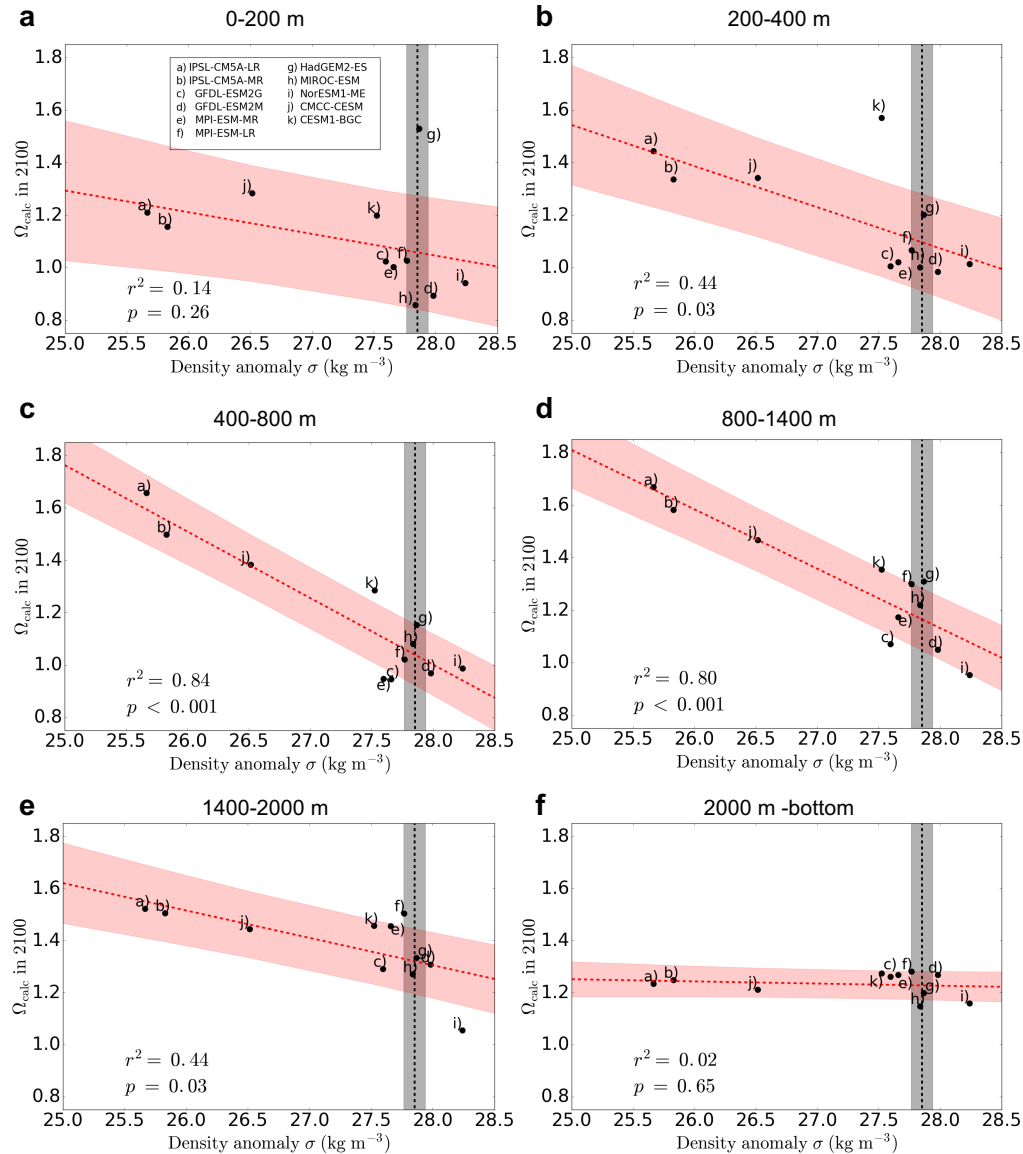 a
0-200 m
1.8
1.6
1.4
1.2
1.0
0.8
Ω_calc in 2100
a) IPSL-CM5A-LR
b) IPSL-CM5A-MR
c) GFDL-ESM2G
d) GFDL-ESM2M
e) MPI-ESM-MR
f) MPI-ESM-LR
g) HadGEM2-ES
h) MIROC-ESM
i) NorESM1-ME
j) CMCC-CESM
k) CESM1-BGC
g)
j)
a)
b)
k)
c)
f)
e)
i)
d)
h)
r² = 0.14
p = 0.26
25.0 25.5 26.0 26.5 27.0 27.5 28.0 28.5
Density anomaly σ (kg m⁻³)
b
200-400 m
1.8
1.6
1.4
1.2
1.0
0.8
Ω_calc in 2100
k)
a)
b)
j)
g)
f)
c)
h)
e)
d)
i)
r² = 0.44
p = 0.03
25.0 25.5 26.0 26.5 27.0 27.5 28.0 28.5
Density anomaly σ (kg m⁻³)
c
400-800 m
1.8
1.6
1.4
1.2
1.0
0.8
Ω_calc in 2100
a)
b)
j)
k)
g)
h)
f)
c)
e)
d)
i)
r² = 0.84
p < 0.001
25.0 25.5 26.0 26.5 27.0 27.5 28.0 28.5
Density anomaly σ (kg m⁻³)
d
800-1400 m
1.8
1.6
1.4
1.2
1.0
0.8
Ω_calc in 2100
a)
b)
j)
k)
f)
g)
h)
e)
c)
d)
i)
r² = 0.80
p < 0.001
25.0 25.5 26.0 26.5 27.0 27.5 28.0 28.5
Density anomaly σ (kg m⁻³)
e
1400-2000 m
1.8
1.6
1.4
1.2
1.0
0.8
Ω_calc in 2100
a)
b)
j)
k)
f)
e)
g)
d)
c)
h)
i)
r² = 0.44
p = 0.03
25.0 25.5 26.0 26.5 27.0 27.5 28.0 28.5
Density anomaly σ (kg m⁻³)
f
2000 m -bottom
1.8
1.6
1.4
1.2
1.0
0.8
Ω_calc in 2100
a)
b)
j)
c)
f)
d)
k)
e)
g)
h)
i)
r² = 0.02
p = 0.65
25.0 25.5 26.0 26.5 27.0 27.5 28.0 28.5
Density anomaly σ (kg m⁻³)